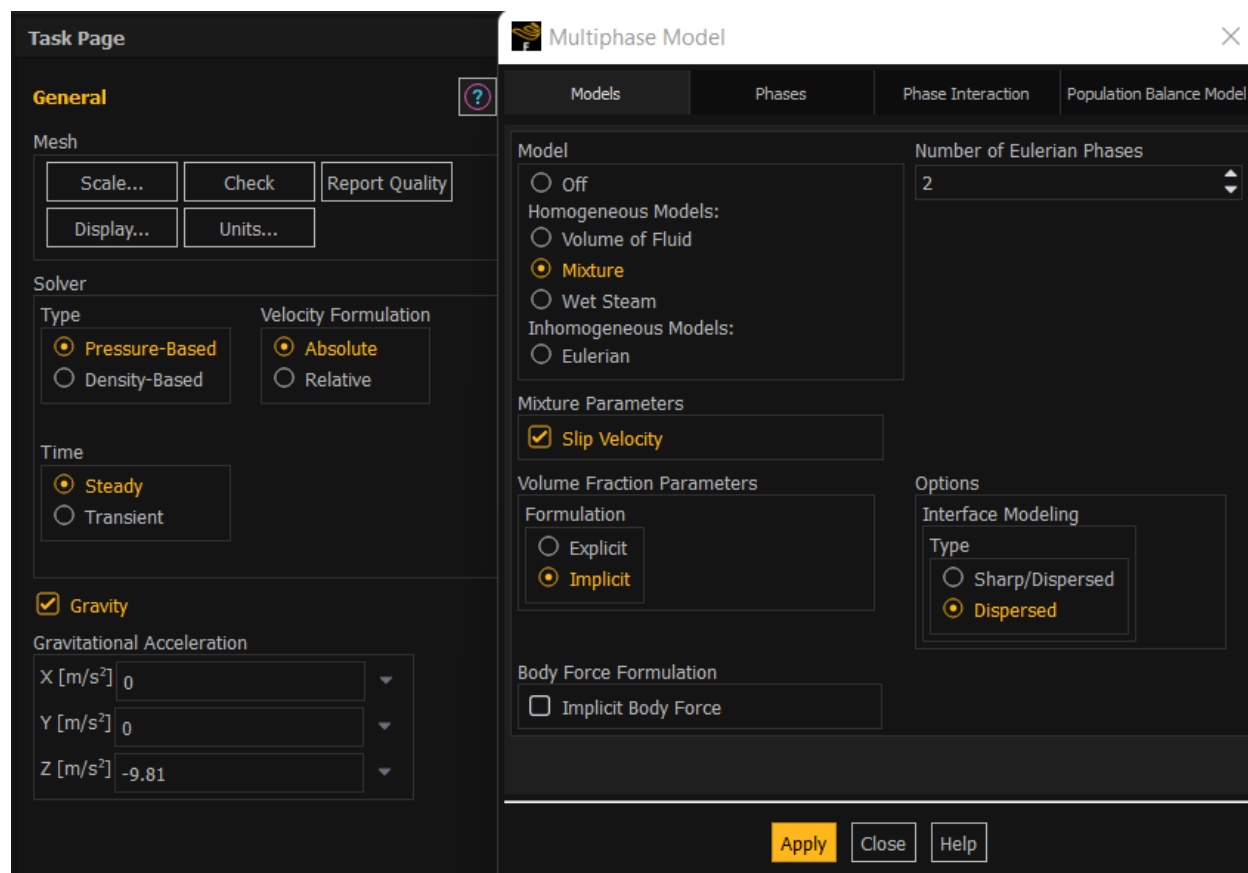 Task Page
General
?
Mesh
Scale...
Check
Report Quality
Display...
Units...
Solver
Type
Velocity Formulation
Pressure-Based
Absolute
Density-Based
Relative
Time
Steady
Transient
Gravity
Gravitational Acceleration
X [m/s²] 0
Y [m/s²] 0
Z [m/s²] -9.81
F
Multiphase Model
Models
Phases
Phase Interaction
Population Balance Model
Model
Number of Eulerian Phases
Off
2
Homogeneous Models:
Volume of Fluid
Mixture
Wet Steam
Inhomogeneous Models:
Eulerian
Mixture Parameters
Slip Velocity
Volume Fraction Parameters
Formulation
Explicit
Implicit
Options
Interface Modeling
Type
Sharp/Dispersed
Dispersed
Body Force Formulation
Implicit Body Force
Apply
Close
Help